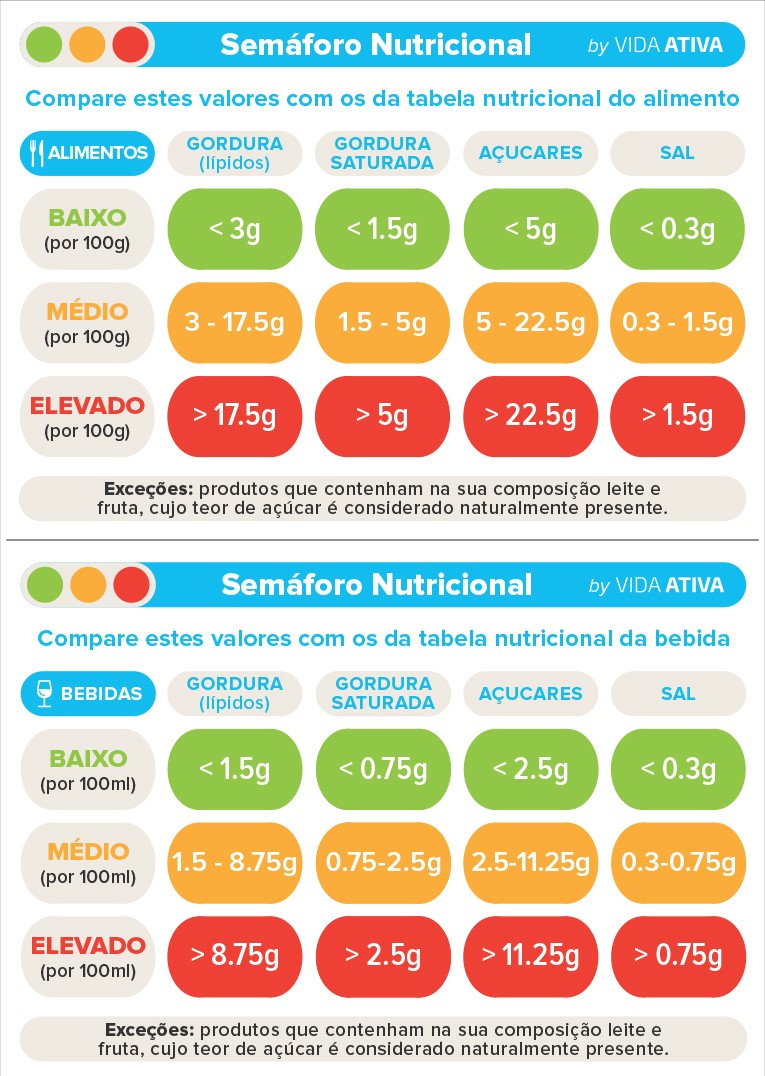 Semáforo Nutricional by VIDA ATIVA
Compare estes valores com os da tabela nutricional do alimento
ALIMENTOS
GORDURA
(lípidos)
GORDURA
SATURADA
AÇUCARES
SAL
BAIXO
(por 100g)
< 3g
< 1.5g
< 5g
< 0.3g
MÉDIO
(por 100g)
3 - 17.5g
1.5 - 5g
5 - 22.5g
0.3 - 1.5g
ELEVADO
(por 100g)
> 17.5g
> 5g
> 22.5g
> 1.5g
Exceções: produtos que contenham na sua composição leite e
fruta, cujo teor de açúcar é considerado naturalmente presente.
Semáforo Nutricional by VIDA ATIVA
Compare estes valores com os da tabela nutricional da bebida
BEBIDAS
GORDURA
(lípidos)
GORDURA
SATURADA
AÇUCARES
SAL
BAIXO
(por 100ml)
< 1.5g
< 0.75g
< 2.5g
< 0.3g
MÉDIO
(por 100ml)
1.5 - 8.75g
0.75-2.5g
2.5-11.25g
0.3-0.75g
ELEVADO
(por 100ml)
> 8.75g
> 2.5g
> 11.25g
> 0.75g
Exceções: produtos que contenham na sua composição leite e
fruta, cujo teor de açúcar é considerado naturalmente presente.